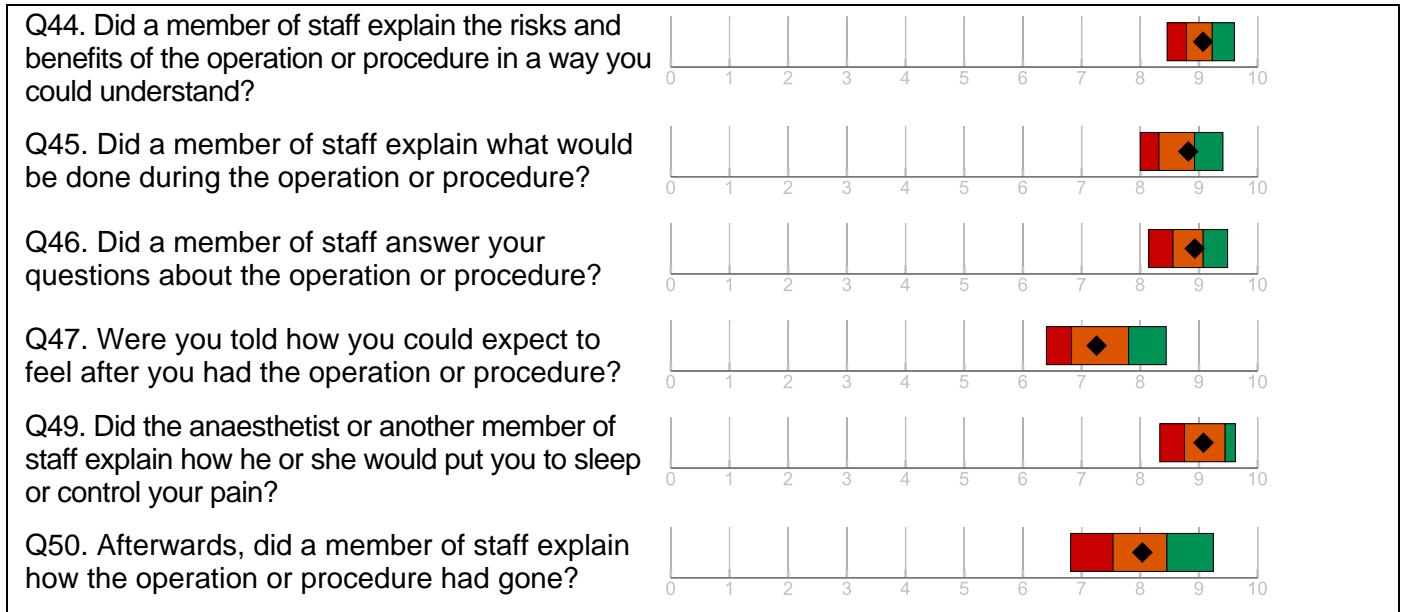 Q44. Did a member of staff explain the risks and
benefits of the operation or procedure in a way you
could understand?
0 1 2 3 4 5 6 7 8 9 10
Q45. Did a member of staff explain what would
be done during the operation or procedure?
0 1 2 3 4 5 6 7 8 9 10
Q46. Did a member of staff answer your
questions about the operation or procedure?
0 1 2 3 4 5 6 7 8 9 10
Q47. Were you told how you could expect to
feel after you had the operation or procedure?
0 1 2 3 4 5 6 7 8 9 10
Q49. Did the anaesthetist or another member of
staff explain how he or she would put you to sleep
or control your pain?
0 1 2 3 4 5 6 7 8 9 10
Q50. Afterwards, did a member of staff explain
how the operation or procedure had gone?
0 1 2 3 4 5 6 7 8 9 10